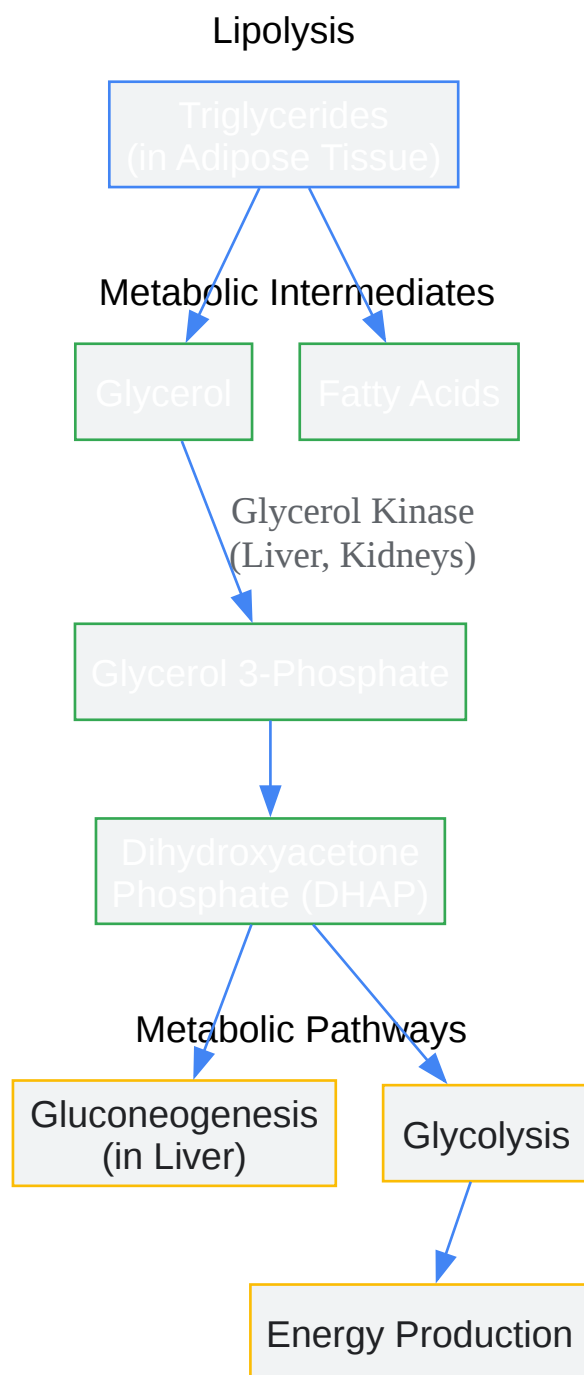 Lipolysis
Triglycerides
(in Adipose Tissue)
Metabolic Intermediates
Glycerol
Fatty Acids
Glycerol Kinase
(Liver, Kidneys)
Glycerol 3-Phosphate
Dihydroxyacetone
Phosphate (DHAP)
Metabolic Pathways
Gluconeogenesis
(in Liver)
Glycolysis
Energy Production